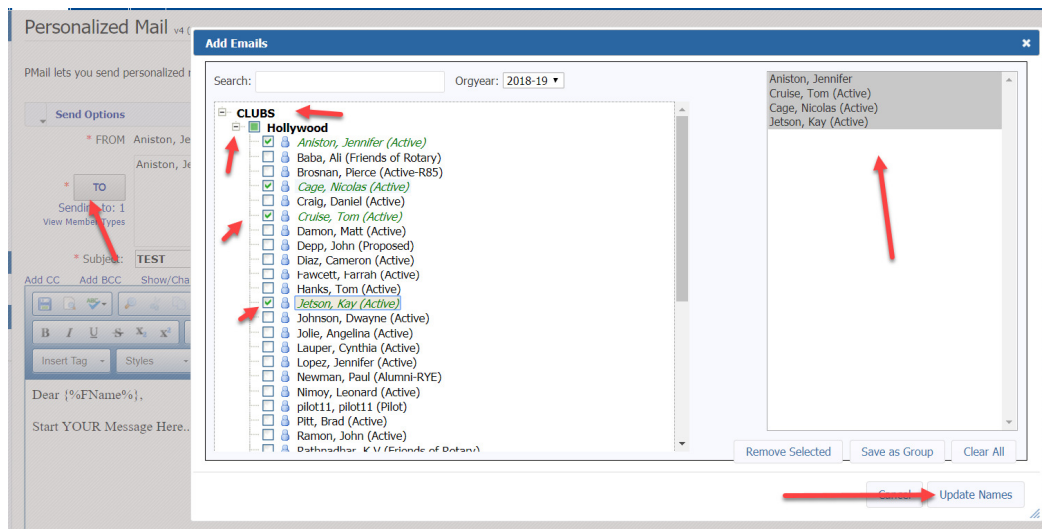 Personalized Mail v4 (
PMail lets you send personalized
Send Options
* FROM Aniston, Je
Aniston, Je
* TO
Sending to: 1
View Member Types
* Subject: TEST
Add CC Add BCC Show/Cha
B I U S X₂ X²
Insert Tag Styles
Dear {%FName%},
Start YOUR Message Here..
Add Emails
Search: Orgyear: 2018-19
CLUBS
Hollywood
Aniston, Jennifer (Active)
Baba, Ali (Friends of Rotary)
Brosnan, Pierce (Active-R85)
Cage, Nicolas (Active)
Craig, Daniel (Active)
Cruise, Tom (Active)
Damon, Matt (Active)
Depp, John (Proposed)
Diaz, Cameron (Active)
Fawcett, Farrah (Active)
Hanks, Tom (Active)
Jetson, Kay (Active)
Johnson, Dwayne (Active)
Jolie, Angelina (Active)
Lauper, Cynthia (Active)
Lopez, Jennifer (Active)
Newman, Paul (Alumni-RYE)
Nimoy, Leonard (Active)
pilot11, pilot11 (Pilot)
Pitt, Brad (Active)
Ramon, John (Active)
Rathnadhar, K V (Friends of Rotary)
Aniston, Jennifer
Cruise, Tom (Active)
Cage, Nicolas (Active)
Jetson, Kay (Active)
Remove Selected Save as Group Clear All
Cancel Update Names